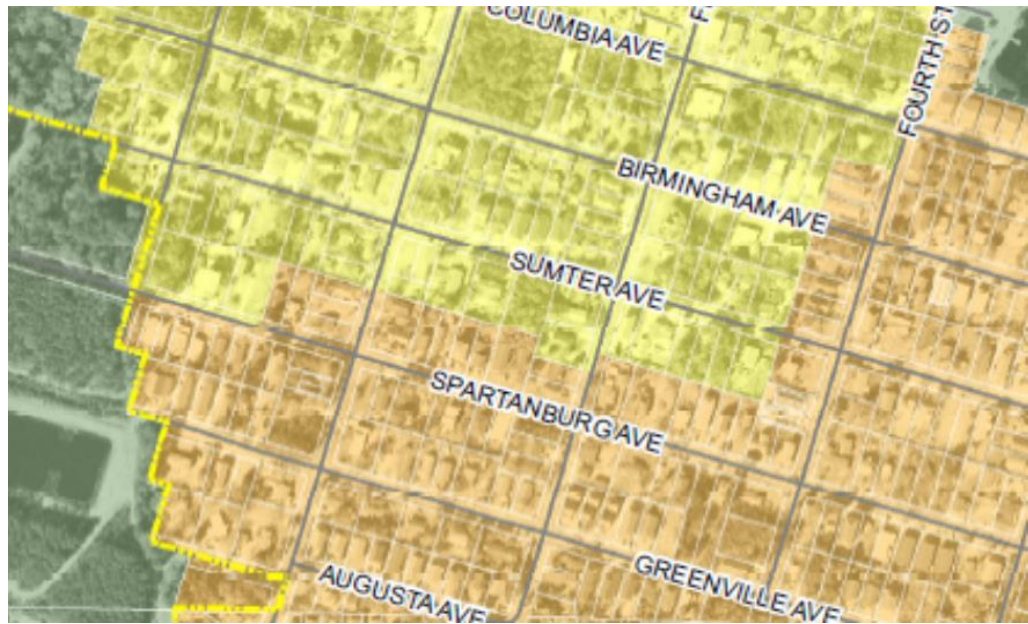 COLUMBIA AVE
FOURTH ST
BIRMINGHAM AVE
SUMTER AVE
SPARTANBURG AVE
GREENVILLE AVE
AUGUSTA AVE